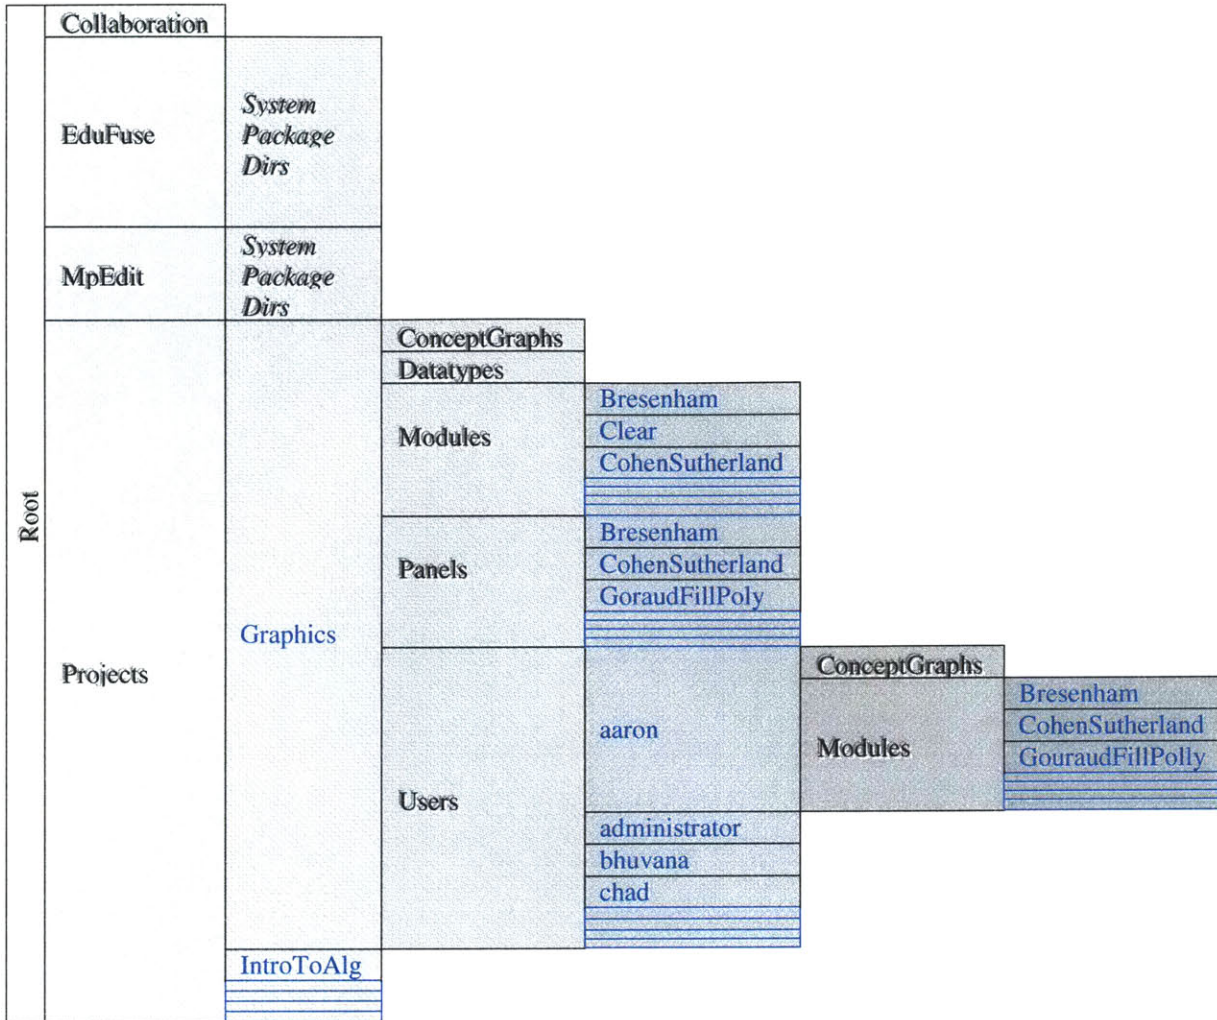 Collaboration
EduFuse
System
Package
Dirs
MpEdit
System
Package
Dirs
Root
Projects
Graphics
ConceptGraphs
Datatypes
Modules
Bresenham
Clear
CohenSutherland
Panels
Bresenham
CohenSutherland
GoraudFillPoly
Users
aaron
ConceptGraphs
Modules
Bresenham
CohenSutherland
GouraudFillPolly
administrator
bhuvana
chad
IntroToAlg